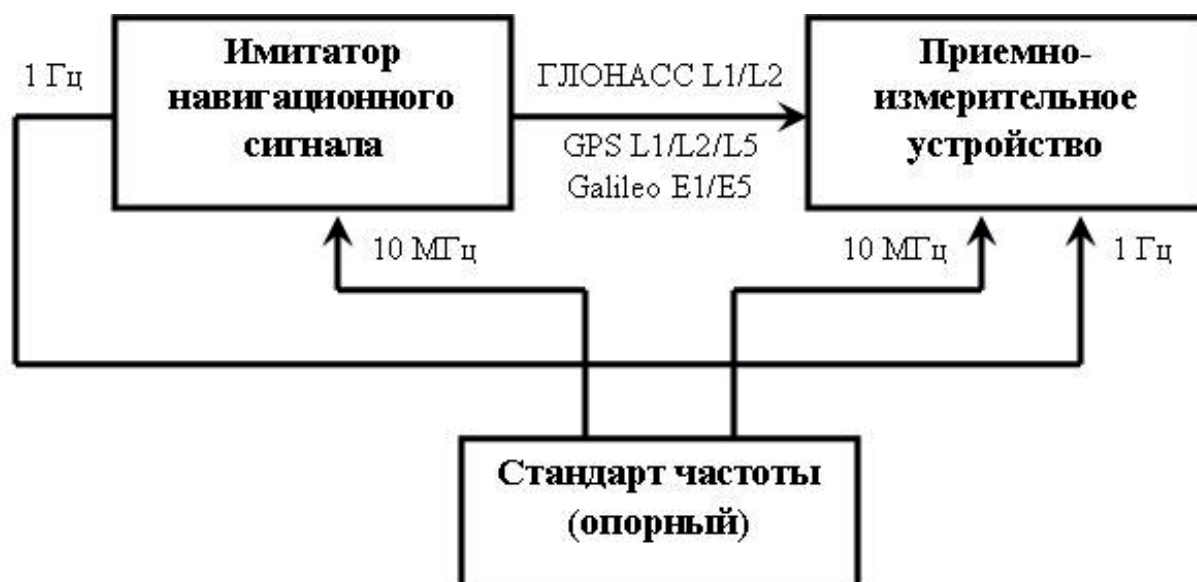 1 Гц
Имитатор
навигационного
сигнала
ГЛОНАСС L1/L2
GPS L1/L2/L5
Galileo E1/E5
Приемно-
измерительное
устройство
10 МГц
10 МГц
1 Гц
Стандарт частоты
(опорный)